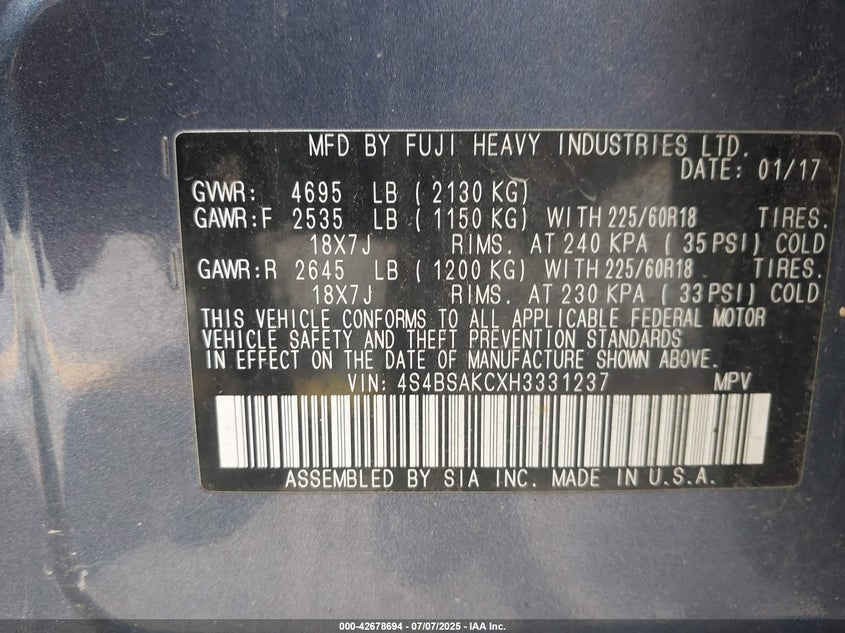 MFD BY FUJI HEAVY INDUSTRIES LTD.
DATE: 01/17
GVWR: 4695 LB ( 2130 KG)
GAWR:F 2535 LB ( 1150 KG) WITH 225/60R18 TIRES.
18X7J RIMS. AT 240 KPA ( 35 PSI) COLD
GAWR:R 2645 LB ( 1200 KG) WITH 225/60R18 TIRES.
18X7J RIMS. AT 230 KPA ( 33 PSI) COLD
THIS VEHICLE CONFORMS TO ALL APPLICABLE FEDERAL MOTOR
VEHICLE SAFETY AND THEFT PREVENTION STANDARDS
IN EFFECT ON THE DATE OF MANUFACTURE SHOWN ABOVE.
VIN: 4S4BSAKCXH3331237 MPV
ASSEMBLED BY SIA INC. MADE IN U.S.A.
000-42678694 - 07/07/2025 - IAA Inc.